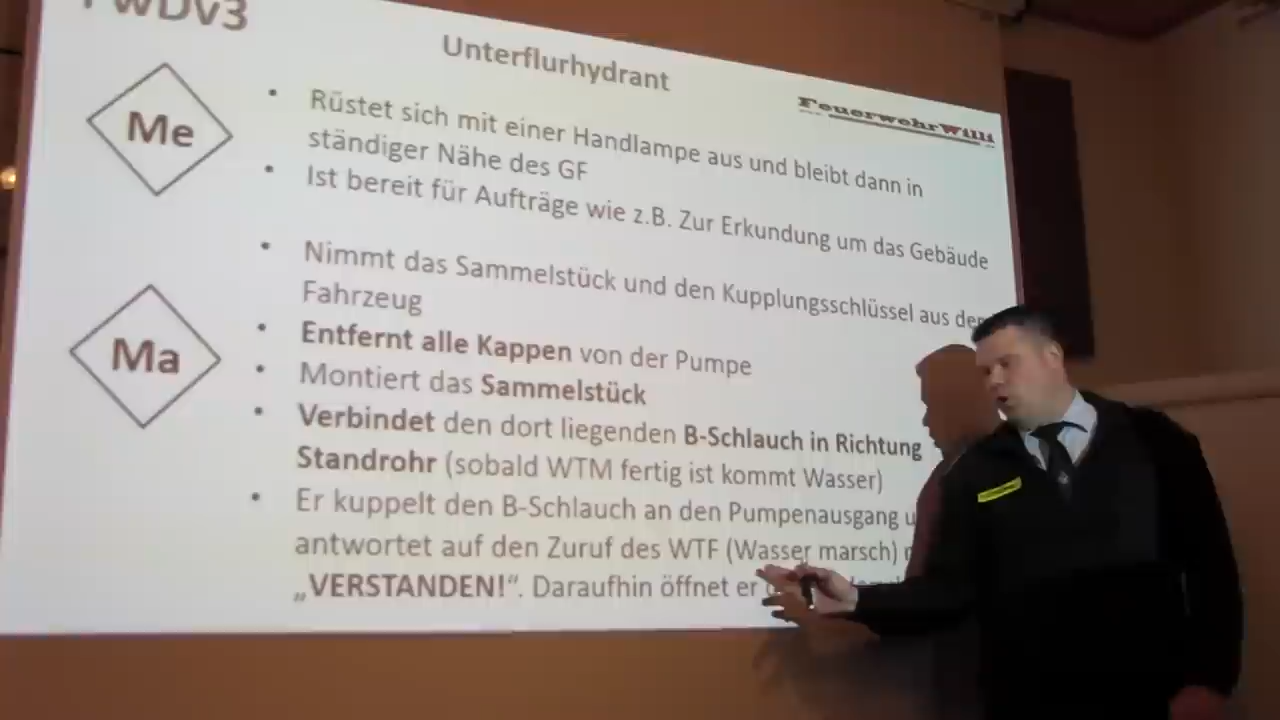 FwDV3
Unterflurhydrant
FeuerwehrWilli
Me
Rüstet sich mit einer Handlampe aus und bleibt dann in
ständiger Nähe des GF
Ist bereit für Aufträge wie z.B. Zur Erkundung um das Gebäude
Ma
Nimmt das Sammelstück und den Kupplungsschlüssel aus dem
Fahrzeug
Entfernt alle Kappen von der Pumpe
Montiert das Sammelstück
Verbindet den dort liegenden B-Schlauch in Richtung
Standrohr (sobald WTM fertig ist kommt Wasser)
Er kuppelt den B-Schlauch an den Pumpenausgang
antwortet auf den Zuruf des WTF (Wasser marsch)
„VERSTANDEN!“. Daraufhin öffnet er